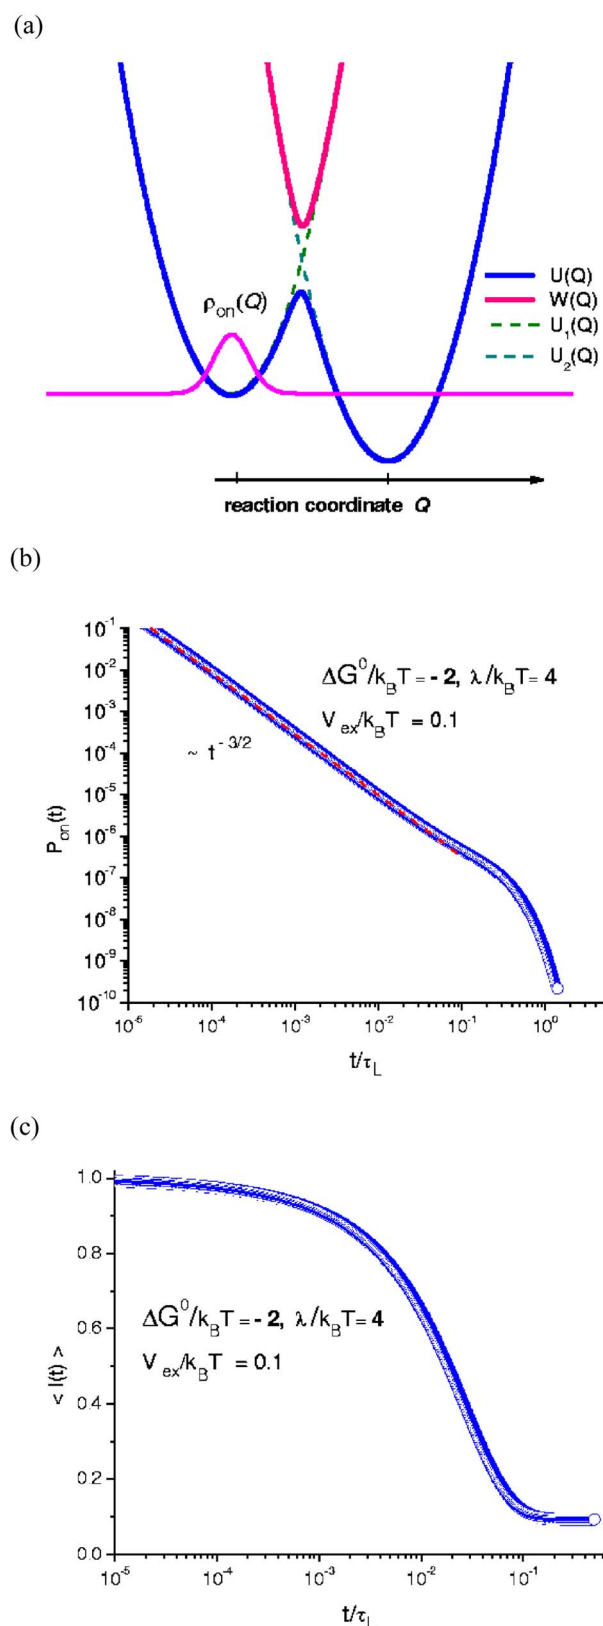 (a)
ρon(Q)
U(Q)
W(Q)
U1(Q)
U2(Q)
reaction coordinate Q
(b)
10-1
10-2
10-3
10-4
10-5
10-6
10-7
10-8
10-9
10-10
Pon(t)
ΔG0/kBT = - 2, λ/kBT= 4
Vex/kBT = 0.1
~ t- 3/2
10-5 10-4 10-3 10-2 10-1 100
t/τL
(c)
1.0
0.8
0.6
0.4
0.2
0.0
< I(t) >
ΔG0/kBT= - 2, λ/kBT= 4
Vex/kBT = 0.1
10-5 10-4 10-3 10-2 10-1
t/τL